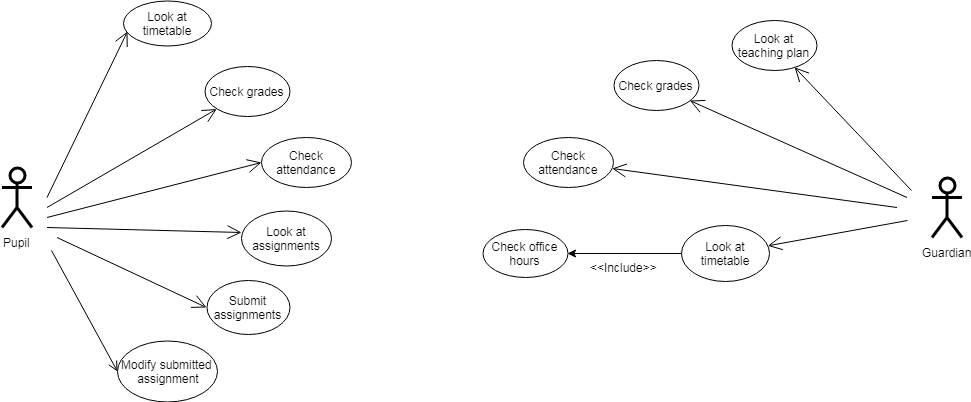 Look at
timetable
Check grades
Check
attendance
Look at
assignments
Submit
assignments
Modify submitted
assignment
Pupil
Look at
teaching plan
Check grades
Check
attendance
Check office
hours
<<Include>>
Look at
timetable
Guardian